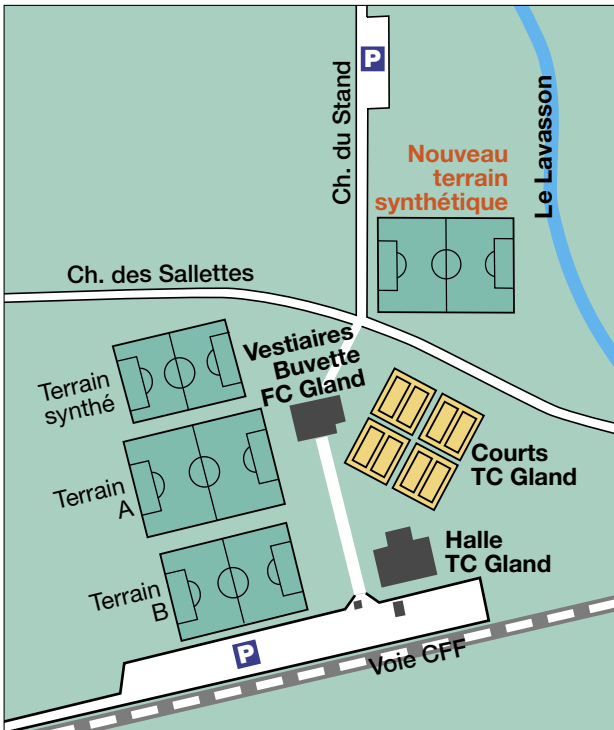 P
Ch. du Stand
Le Lavasson
Nouveau
terrain
synthétique
Ch. des Sallettes
Vestiaires
Buvette
FC Gland
Terrain
synthé
Courts
TC Gland
Terrain
A
Halle
TC Gland
Terrain
B
P
Voie CFF